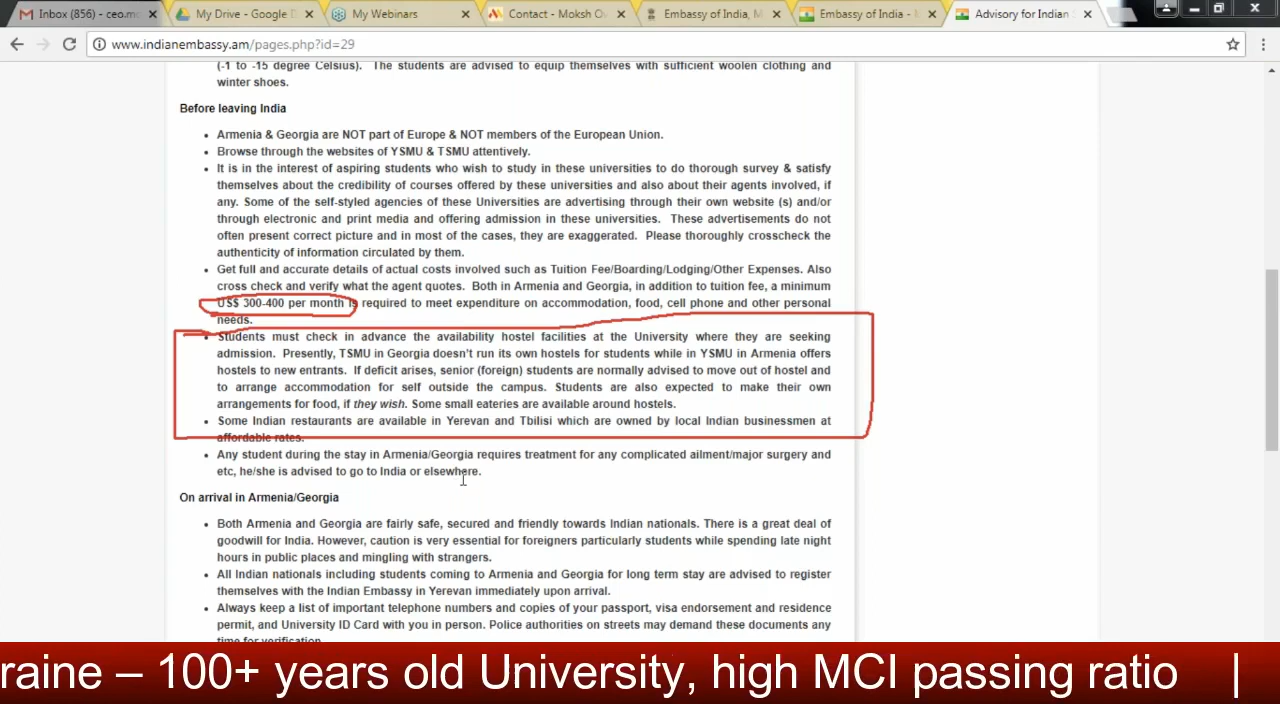 Inbox (856) - ceo.mo
My Drive - Google D
My Webinars
Contact - Moksh Ov
Embassy of India, M
Embassy of India -
Advisory for Indian S
www.indianembassy.am/pages.php?id=29
(-1 to -15 degree Celsius). The students are advised to equip themselves with sufficient woolen clothing and
winter shoes.
Before leaving India
• Armenia & Georgia are NOT part of Europe & NOT members of the European Union.
• Browse through the websites of YSMU & TSMU attentively.
• It is in the interest of aspiring students who wish to study in these universities to do thorough survey & satisfy
themselves about the credibility of courses offered by these universities and also about their agents involved, if
any. Some of the self-styled agencies of these Universities are advertising through their own website (s) and/or
through electronic and print media and offering admission in these universities. These advertisements do not
often present correct picture and in most of the cases, they are exaggerated. Please thoroughly crosscheck the
authenticity of information circulated by them.
• Get full and accurate details of actual costs involved such as Tuition Fee/Boarding/Lodging/Other Expenses. Also
cross check and verify what the agent quotes. Both in Armenia and Georgia, in addition to tuition fee, a minimum
US$ 300-400 per month is required to meet expenditure on accommodation, food, cell phone and other personal
needs.
• Students must check in advance the availability hostel facilities at the University where they are seeking
admission. Presently, TSMU in Georgia doesn't run its own hostels for students while in YSMU in Armenia offers
hostels to new entrants. If deficit arises, senior (foreign) students are normally advised to move out of hostel and
to arrange accommodation for self outside the campus. Students are also expected to make their own
arrangements for food, if they wish. Some small eateries are available around hostels.
• Some Indian restaurants are available in Yerevan and Tbilisi which are owned by local Indian businessmen at
affordable rates.
• Any student during the stay in Armenia/Georgia requires treatment for any complicated ailment/major surgery and
etc, he/she is advised to go to India or elsewhere.
On arrival in Armenia/Georgia
• Both Armenia and Georgia are fairly safe, secured and friendly towards Indian nationals. There is a great deal of
goodwill for India. However, caution is very essential for foreigners particularly students while spending late night
hours in public places and mingling with strangers.
• All Indian nationals including students coming to Armenia and Georgia for long term stay are advised to register
themselves with the Indian Embassy in Yerevan immediately upon arrival.
• Always keep a list of important telephone numbers and copies of your passport, visa endorsement and residence
permit, and University ID Card with you in person. Police authorities on streets may demand these documents any
time for verification.
raine – 100+ years old University, high MCI passing ratio |